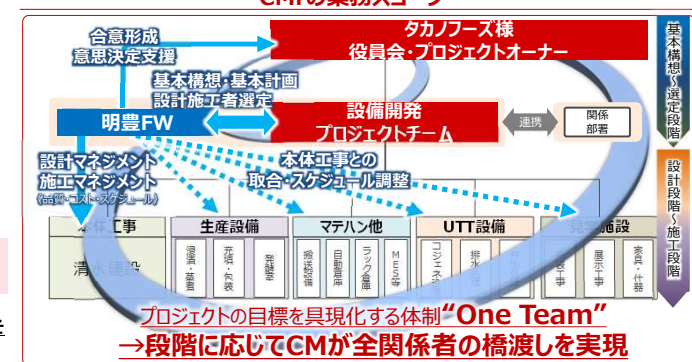 CMrの業務スコープ
タカノフーズ様
役員会・プロジェクトオーナー
合意形成
意思決定支援
基本構想・基本計画
設計施工者選定
明豊FW
設備開発
プロジェクトチーム
連携
関係
部署
基本構想～選定段階
設計マネジメント
施工マネジメント
(品質・コスト・スケジュール)
本体工事との
取合・スケジュール調整
設計段階～施工段階
本体工事
生産設備
マテハン他
UTT設備
見学施設
清水建設
浸漬・蒸煮
充填・包装
発酵室
搬送設備
自動倉庫
ラック倉庫
MES等
コジェネ設
排水
展示工事
家具・什器
プロジェクトの目標を具現化する体制“One Team”
→段階に応じてCMが全関係者の橋渡しを実現